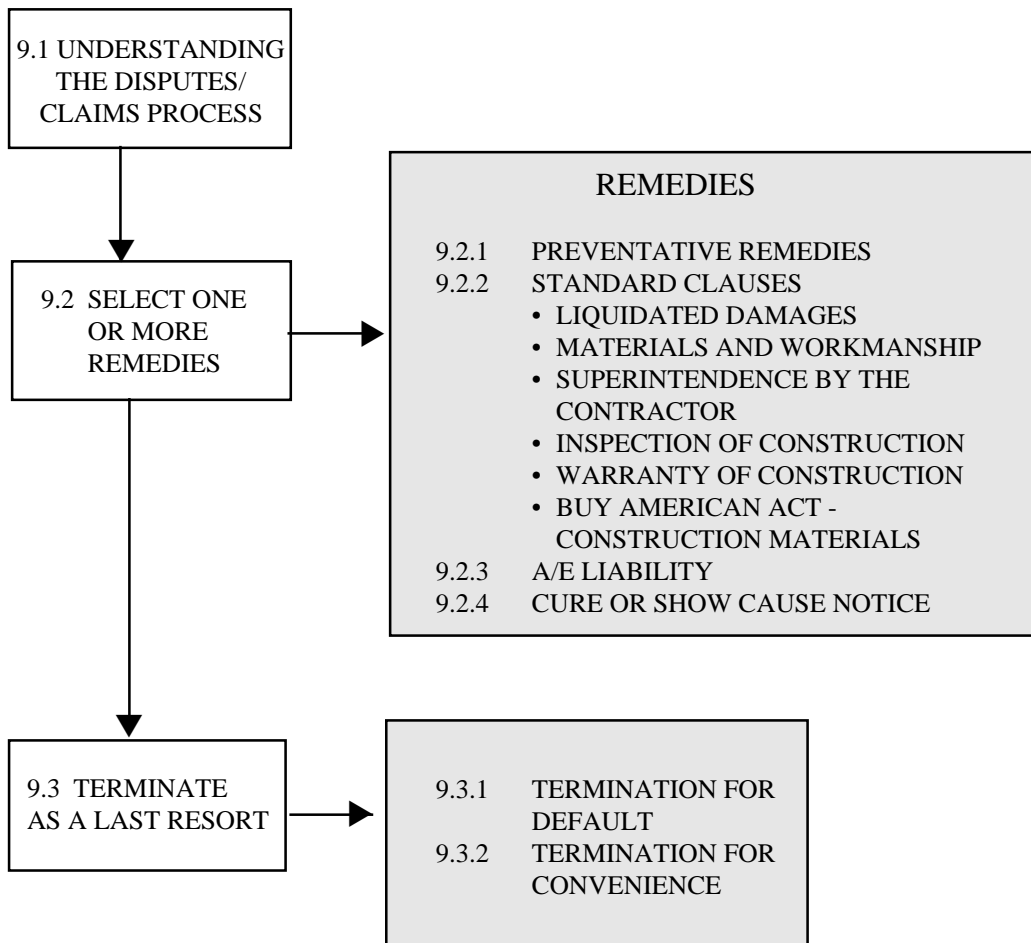 9.1 UNDERSTANDING
THE DISPUTES/
CLAIMS PROCESS
9.2 SELECT ONE
OR MORE
REMEDIES
REMEDIES
9.2.1 PREVENTATIVE REMEDIES
9.2.2 STANDARD CLAUSES
• LIQUIDATED DAMAGES
• MATERIALS AND WORKMANSHIP
• SUPERINTENDENCE BY THE
CONTRACTOR
• INSPECTION OF CONSTRUCTION
• WARRANTY OF CONSTRUCTION
• BUY AMERICAN ACT -
CONSTRUCTION MATERIALS
9.2.3 A/E LIABILITY
9.2.4 CURE OR SHOW CAUSE NOTICE
9.3 TERMINATE
AS A LAST RESORT
9.3.1 TERMINATION FOR
DEFAULT
9.3.2 TERMINATION FOR
CONVENIENCE